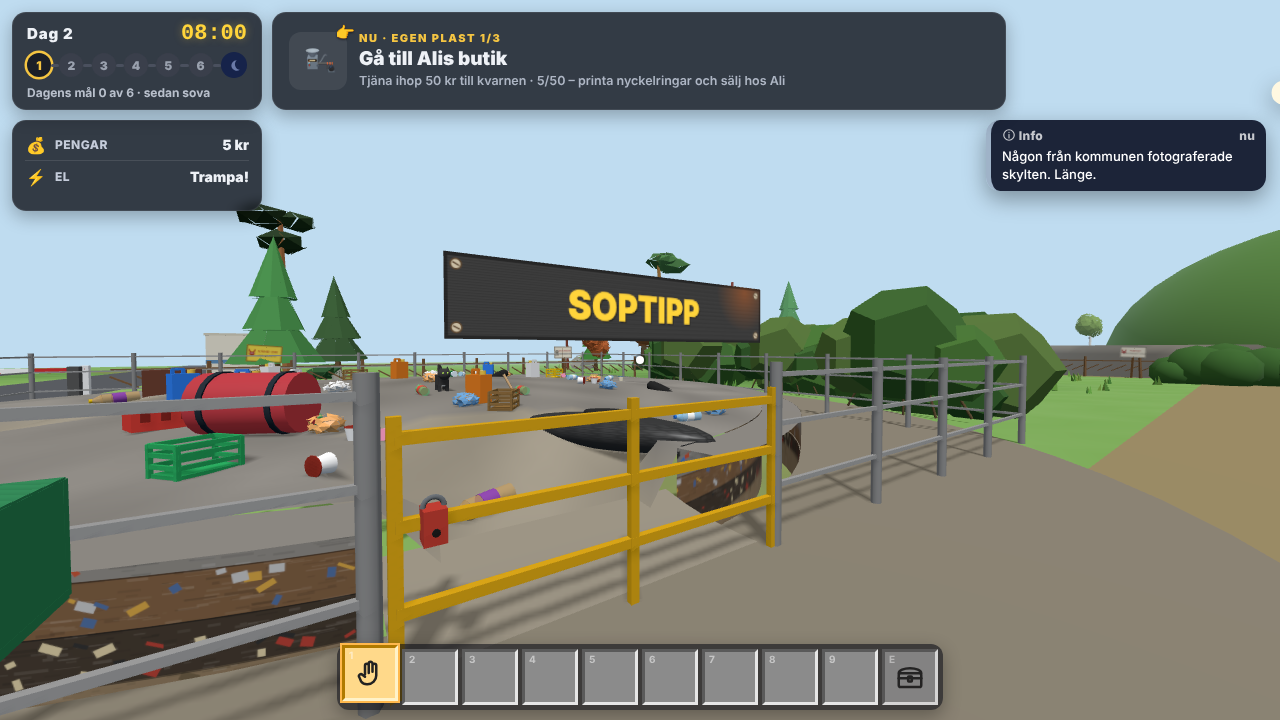 Dag 2
08:00
1 2 3 4 5 6
Dagens mål 0 av 6 · sedan sova
PENGAR 5 kr
EL Trampa!
NU · EGEN PLAST 1/3
Gå till Alis butik
Tjäna ihop 50 kr till kvarnen · 5/50 – printa nyckelringar och sälj hos Ali
Info nu
Någon från kommunen fotograferade
skylten. Länge.
SOPTIPP
1 2 3 4 5 6 7 8 9 E